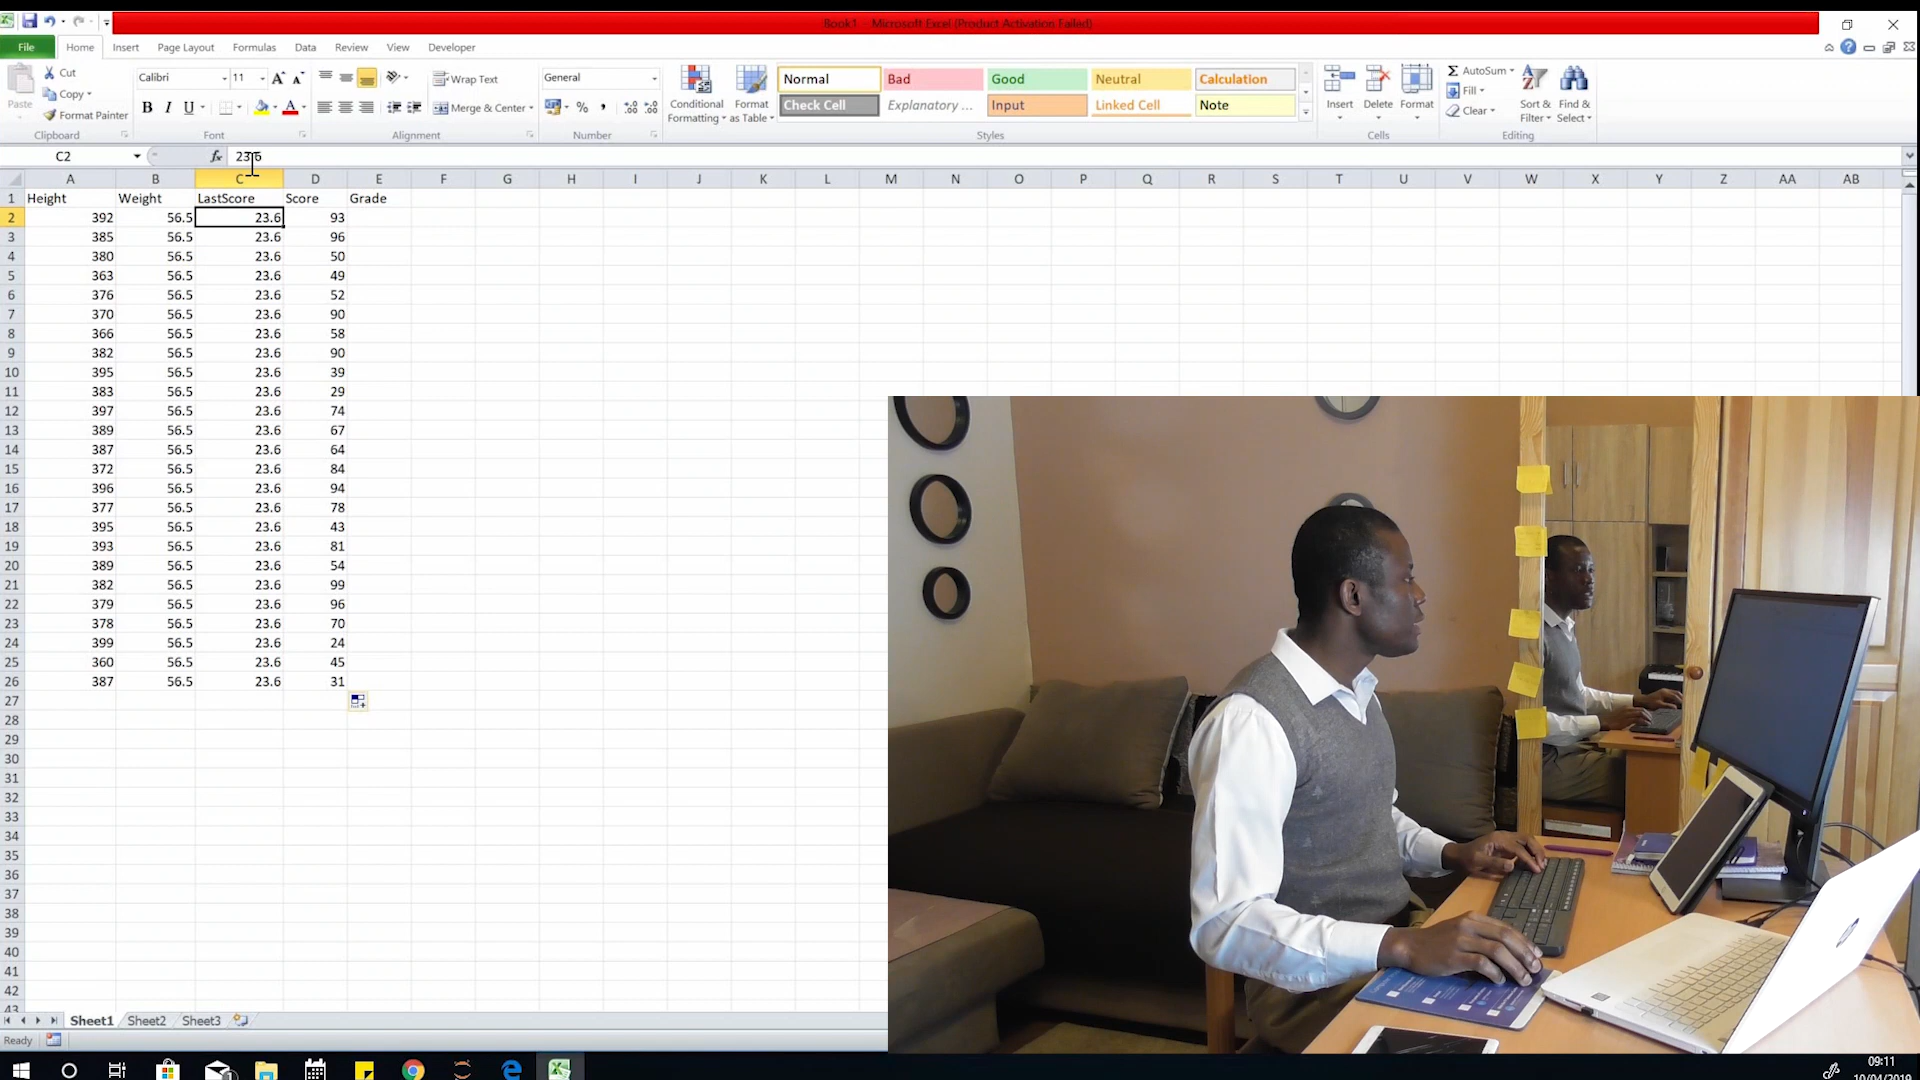 Book1 - Microsoft Excel (Product Activation Failed)
File Home Insert Page Layout Formulas Data Review View Developer
Cut Calibri 11 Wrap Text General Normal Bad Good Neutral Calculation AutoSum
Paste Copy Conditional Format Insert Delete Format Fill Sort & Find &
Format Painter B I U Merge & Center % , Formatting as Table Check Cell Explanatory ... Input Linked Cell Note Clear Filter Select
Clipboard Font Alignment Number Styles Cells Editing
C2 fx 23.6
A B C D E F G H I J K L M N O P Q R S T U V W X Y Z AA AB
1 Height Weight LastScore Score Grade
2 392 56.5 23.6 93
3 385 56.5 23.6 96
4 380 56.5 23.6 50
5 363 56.5 23.6 49
6 376 56.5 23.6 52
7 370 56.5 23.6 90
8 366 56.5 23.6 58
9 382 56.5 23.6 90
10 395 56.5 23.6 39
11 383 56.5 23.6 29
12 397 56.5 23.6 74
13 389 56.5 23.6 67
14 387 56.5 23.6 64
15 372 56.5 23.6 84
16 396 56.5 23.6 94
17 377 56.5 23.6 78
18 395 56.5 23.6 43
19 393 56.5 23.6 81
20 389 56.5 23.6 54
21 382 56.5 23.6 99
22 379 56.5 23.6 96
23 378 56.5 23.6 70
24 399 56.5 23.6 24
25 360 56.5 23.6 45
26 387 56.5 23.6 31
27
28
29
30
31
32
33
34
35
36
37
38
39
40
41
42
43
Sheet1 Sheet2 Sheet3
Ready
09:11
10/04/2019